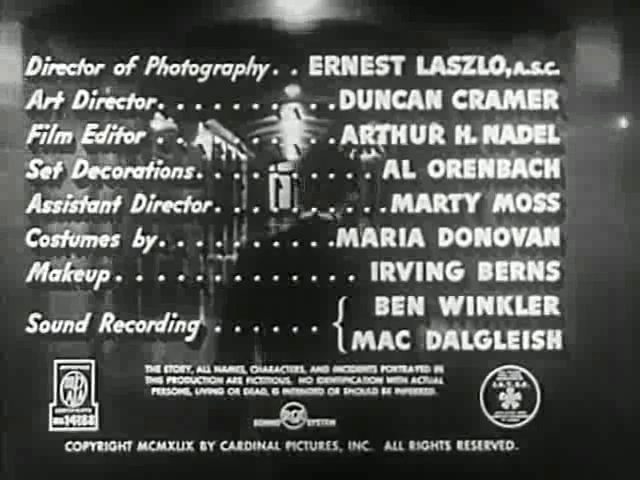 Director of Photography. . ERNEST LASZLO, A.S.C.
Art Director. . . . . . . . . . DUNCAN CRAMER
Film Editor . . . . . . . . . . ARTHUR H. NADEL
Set Decorations. . . . . . . . . . AL ORENBACH
Assistant Director. . . . . . . . . MARTY MOSS
Costumes by. . . . . . . . . . MARIA DONOVAN
Makeup. . . . . . . . . . . . . . IRVING BERNS
Sound Recording . . . . . . { BEN WINKLER
MAC DALGLEISH
THE STORY, ALL NAMES, CHARACTERS, AND INCIDENTS PORTRAYED IN
THIS PRODUCTION ARE FICTITIOUS. NO IDENTIFICATION WITH ACTUAL
PERSONS, LIVING OR DEAD, IS INTENDED OR SHOULD BE INFERRED.
RCA
SOUND SYSTEM
COPYRIGHT MCMXLIX BY CARDINAL PICTURES, INC. ALL RIGHTS RESERVED.